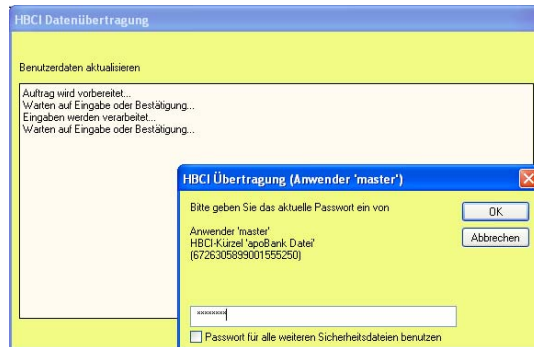 HBCI Datenübertragung
Benutzerdaten aktualisieren
Auftrag wird vorbereitet...
Warten auf Eingabe oder Bestätigung...
Eingaben werden verarbeitet...
Warten auf Eingabe oder Bestätigung...
HBCI Übertragung (Anwender 'master')
Bitte geben Sie das aktuelle Passwort ein von
OK
Anwender 'master'
Abbrechen
HBCI-Kürzel 'apoBank Datei'
(6726305899001555250)
********
Passwort für alle weiteren Sicherheitsdateien benutzen